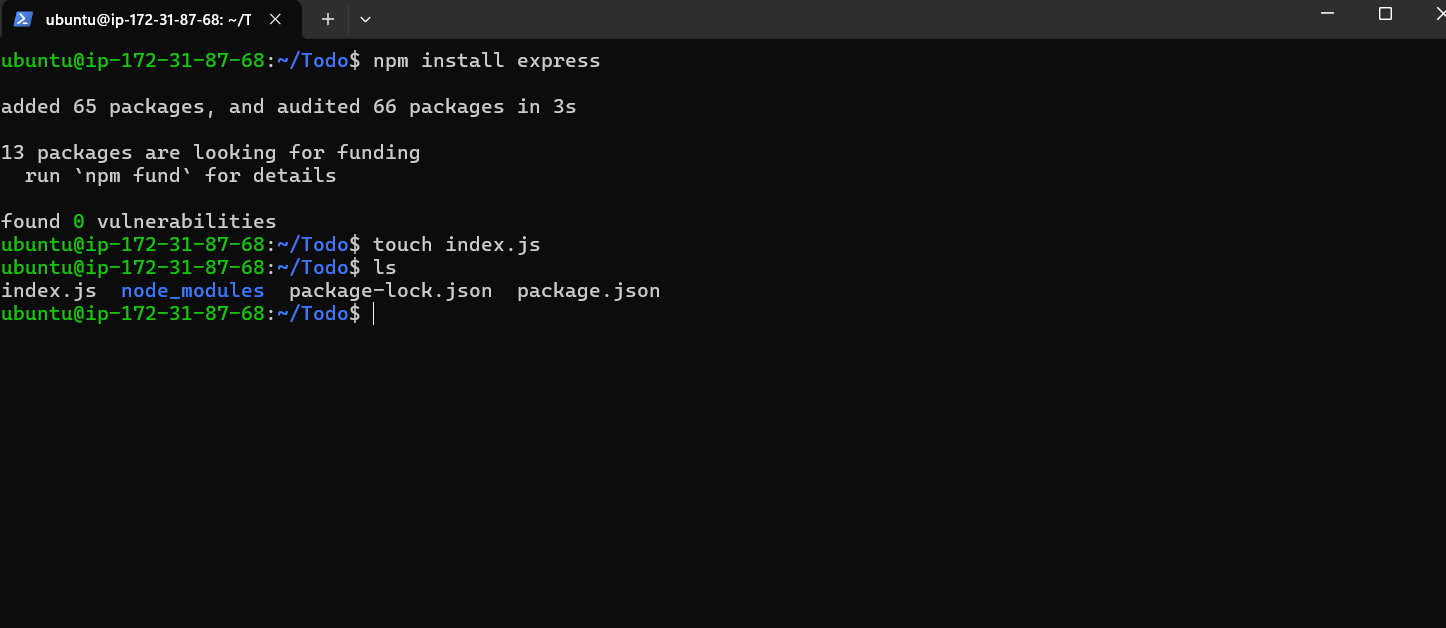 ubuntu@ip-172-31-87-68: ~/T
ubuntu@ip-172-31-87-68:~/Todo$ npm install express
added 65 packages, and audited 66 packages in 3s
13 packages are looking for funding
  run `npm fund` for details
found 0 vulnerabilities
ubuntu@ip-172-31-87-68:~/Todo$ touch index.js
ubuntu@ip-172-31-87-68:~/Todo$ ls
index.js  node_modules  package-lock.json  package.json
ubuntu@ip-172-31-87-68:~/Todo$